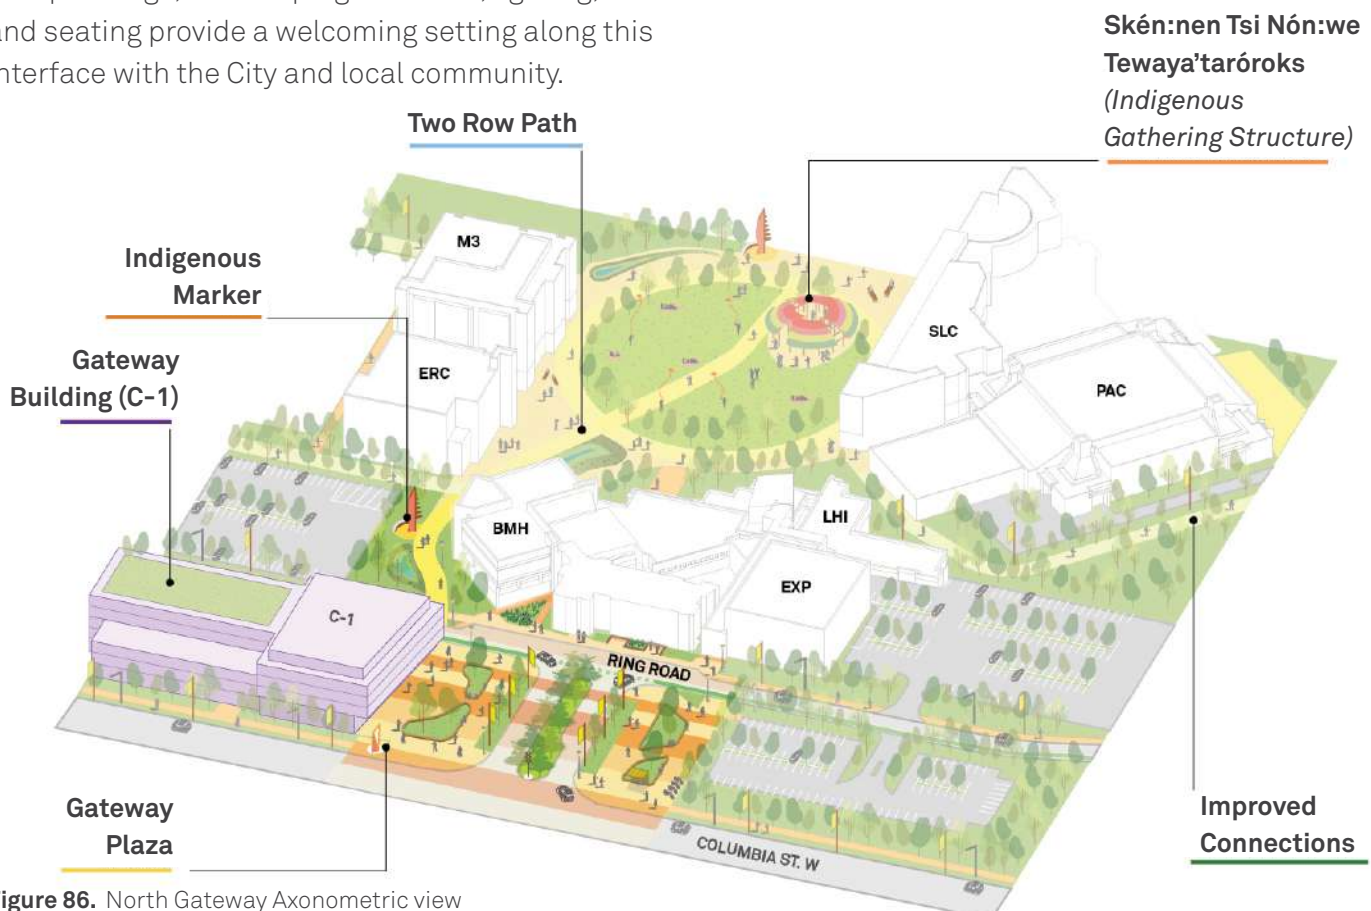 and seating provide a welcoming setting along this
interface with the City and local community.
Skén:nen Tsi Nón:we
Tewaya'taróroks
(Indigenous
Gathering Structure)
Two Row Path
Indigenous
Marker
Gateway
Building (C-1)
M3
ERC
SLC
PAC
BMH
LHI
EXP
C-1
RING ROAD
COLUMBIA ST. W
Gateway
Plaza
Improved
Connections
Figure 86. North Gateway Axonometric view